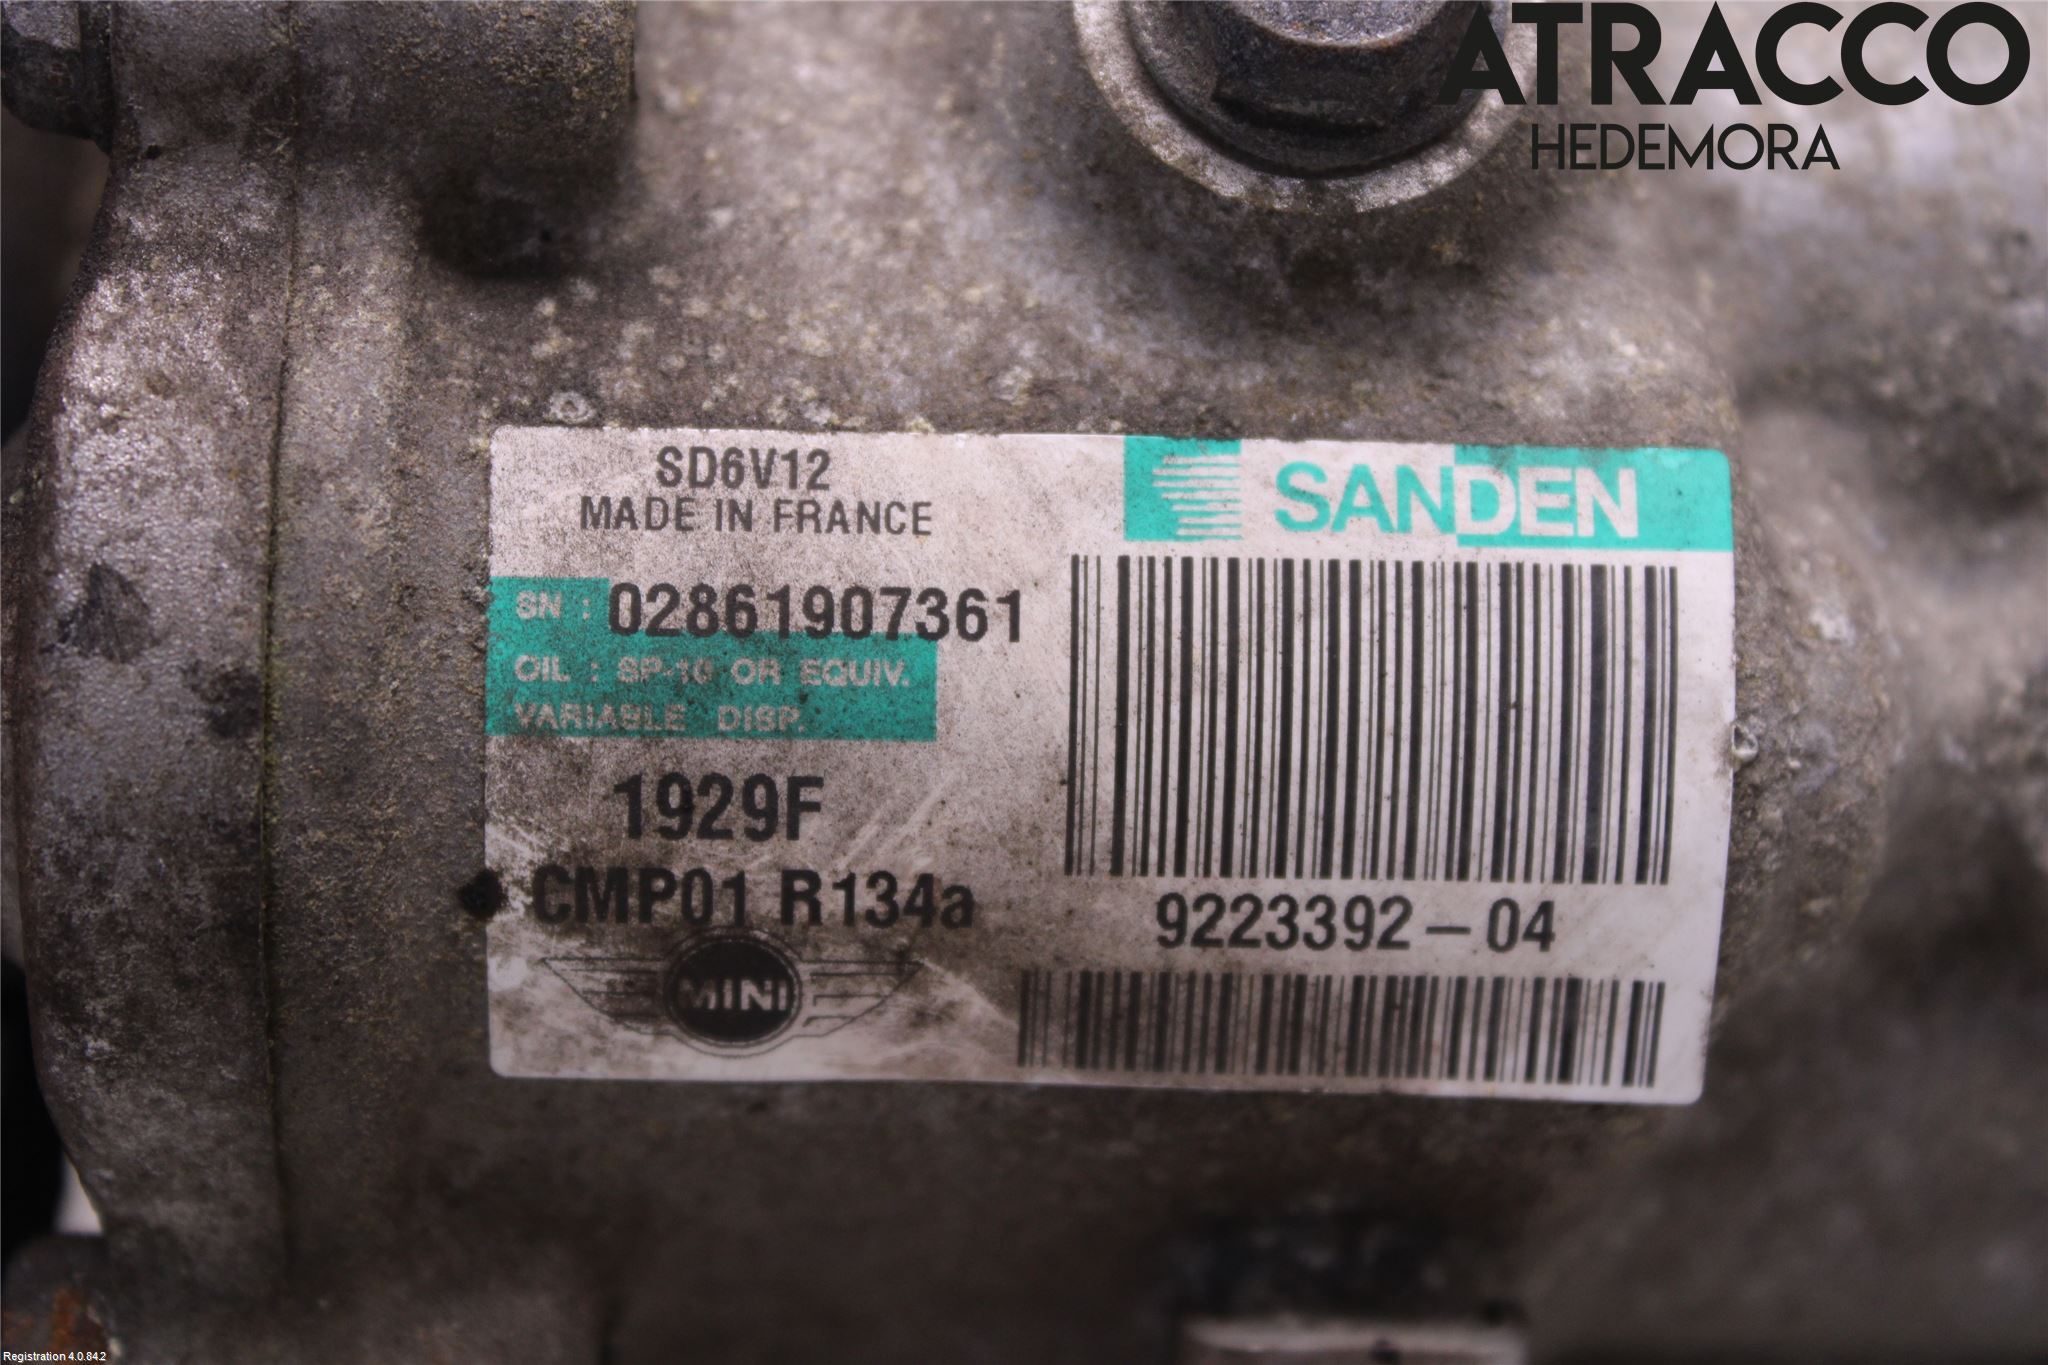 ATRACCO
HEDEMORA
SD6V12
MADE IN FRANCE
SANDEN
SN : 02861907361
OIL : SP-10 OR EQUIV.
VARIABLE DISP.
1929F
CMP01 R134a
9223392-04
MINI
Registration 4.0.84.2